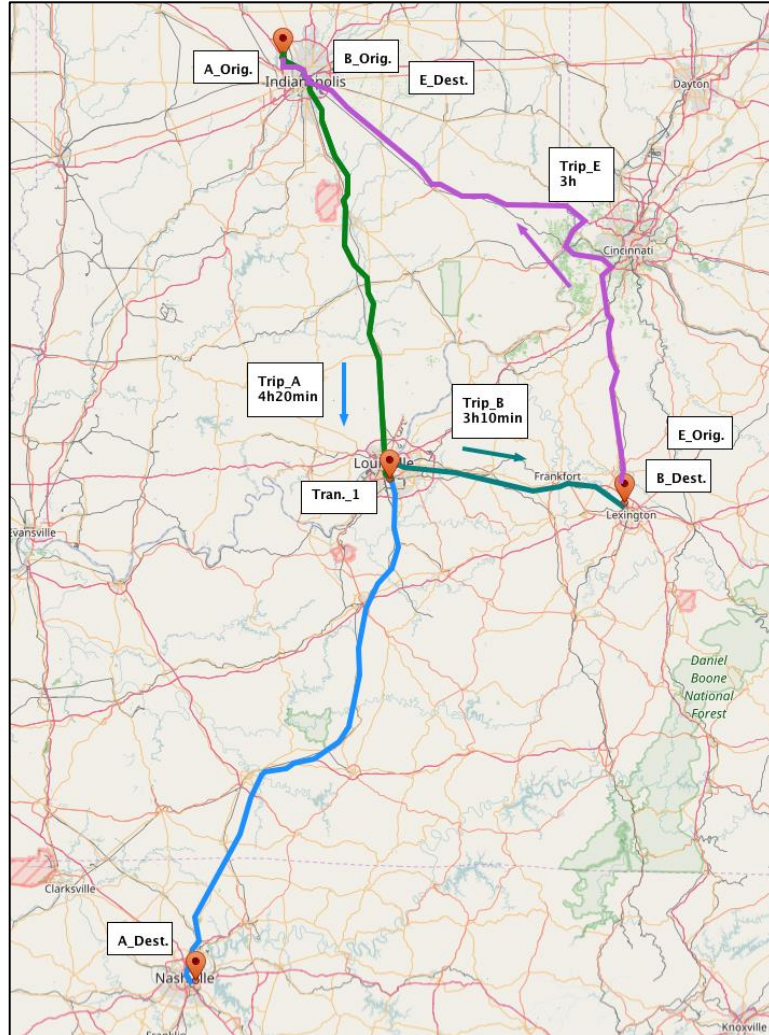 A_Orig.
B_Orig.
Indianapolis
E_Dest.
Dayton
Trip_E
3h
Cincinnati
Trip_A
4h20min
Trip_B
3h10min
E_Orig.
Louisville
Frankfort
B_Dest.
Tran._1
Lexington
Evansville
Daniel
Boone
National
Forest
Clarksville
A_Dest.
Nashville
Franklin
Knoxville